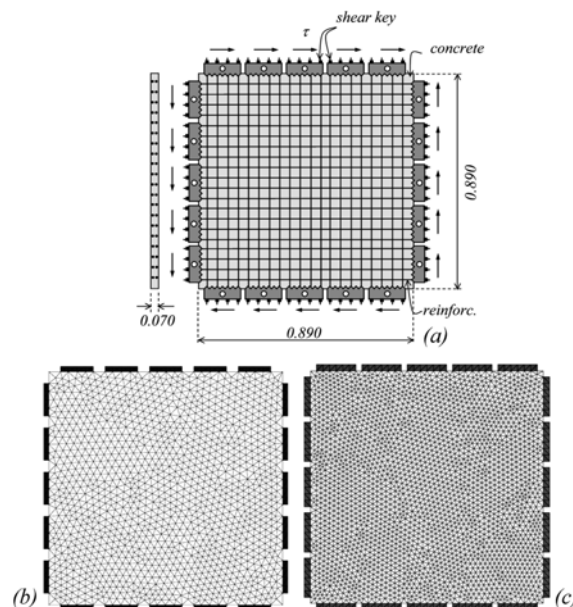 shear key
τ
concrete
0.890
0.070
reinforc.
0.890
(a)
(b)
(c)